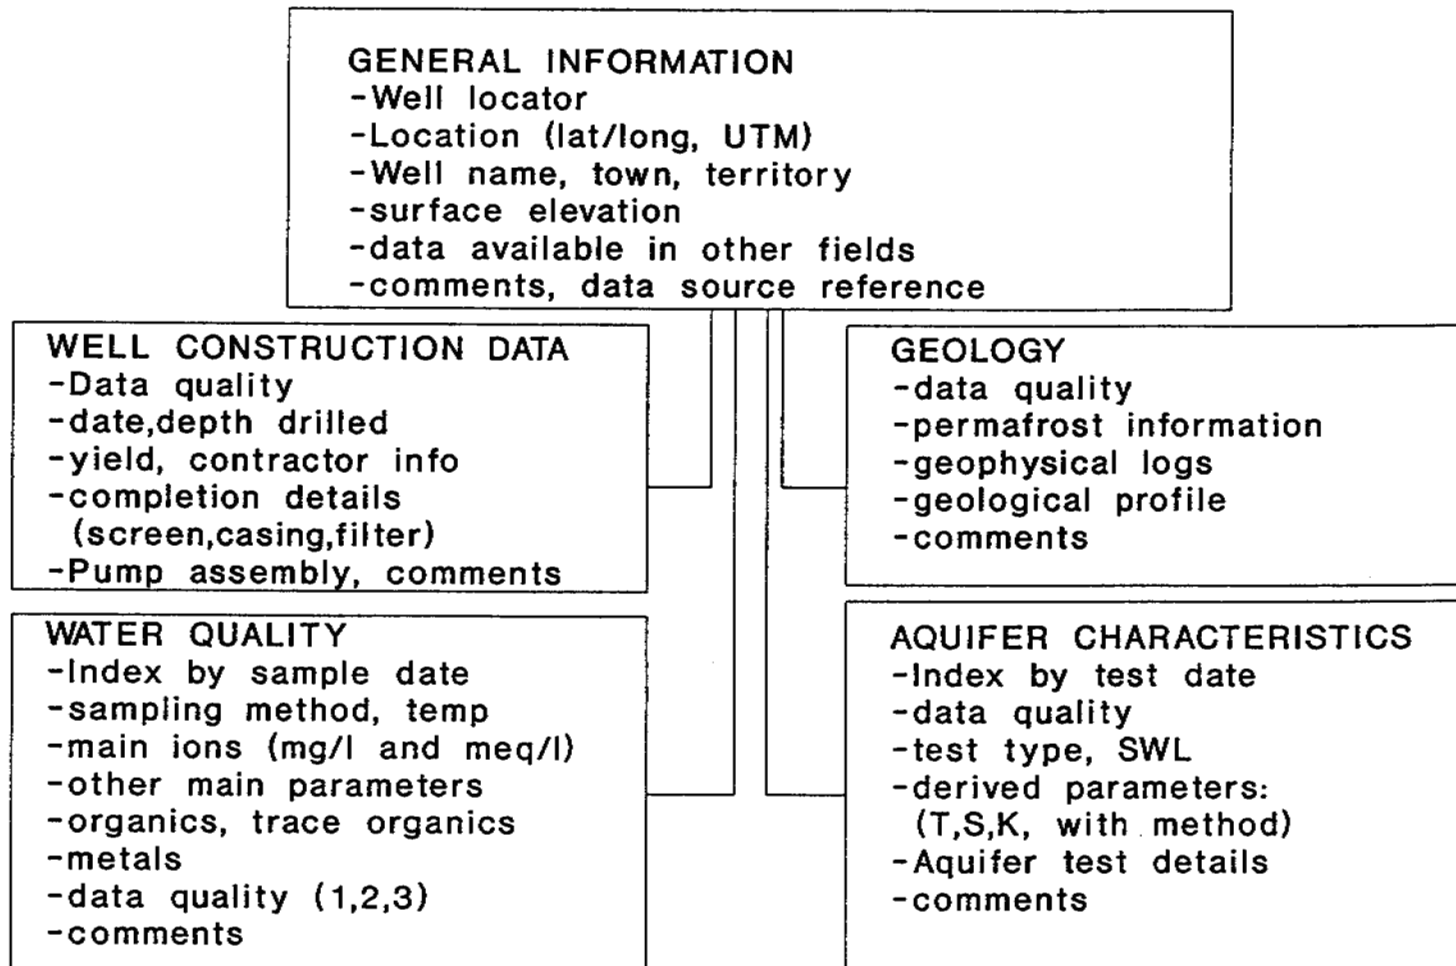 GENERAL INFORMATION
-Well locator
-Location (lat/long, UTM)
-Well name, town, territory
-surface elevation
-data available in other fields
-comments, data source reference
WELL CONSTRUCTION DATA
-Data quality
-date,depth drilled
-yield, contractor info
-completion details
(screen,casing,filter)
-Pump assembly, comments
GEOLOGY
-data quality
-permafrost information
-geophysical logs
-geological profile
-comments
WATER QUALITY
-Index by sample date
-sampling method, temp
-main ions (mg/l and meq/l)
-other main parameters
-organics, trace organics
-metals
-data quality (1,2,3)
-comments
AQUIFER CHARACTERISTICS
-Index by test date
-data quality
-test type, SWL
-derived parameters:
(T,S,K, with method)
-Aquifer test details
-comments